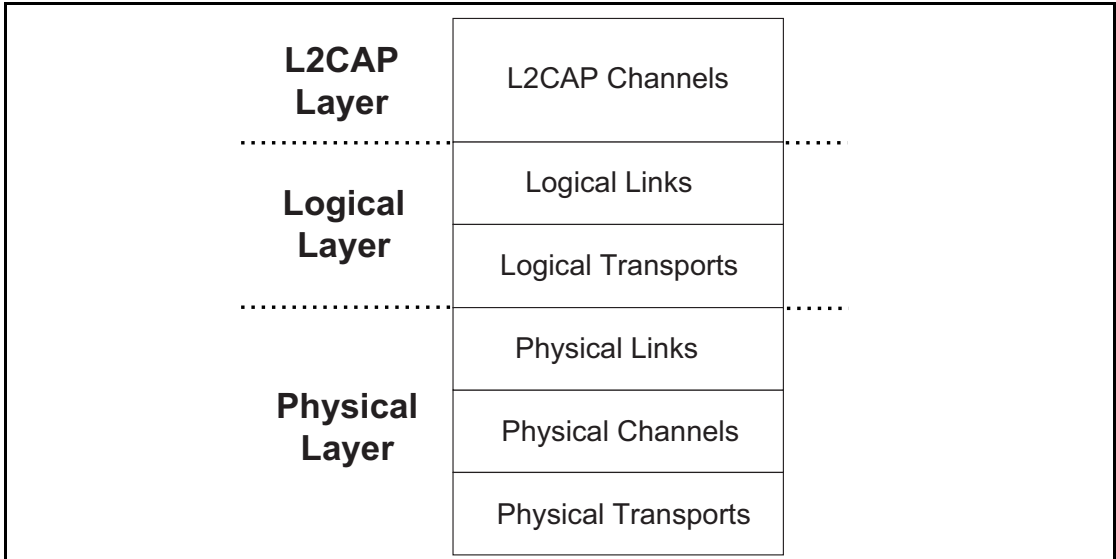 L2CAP
Layer
L2CAP Channels
Logical
Layer
Logical Links
Logical Transports
Physical
Layer
Physical Links
Physical Channels
Physical Transports